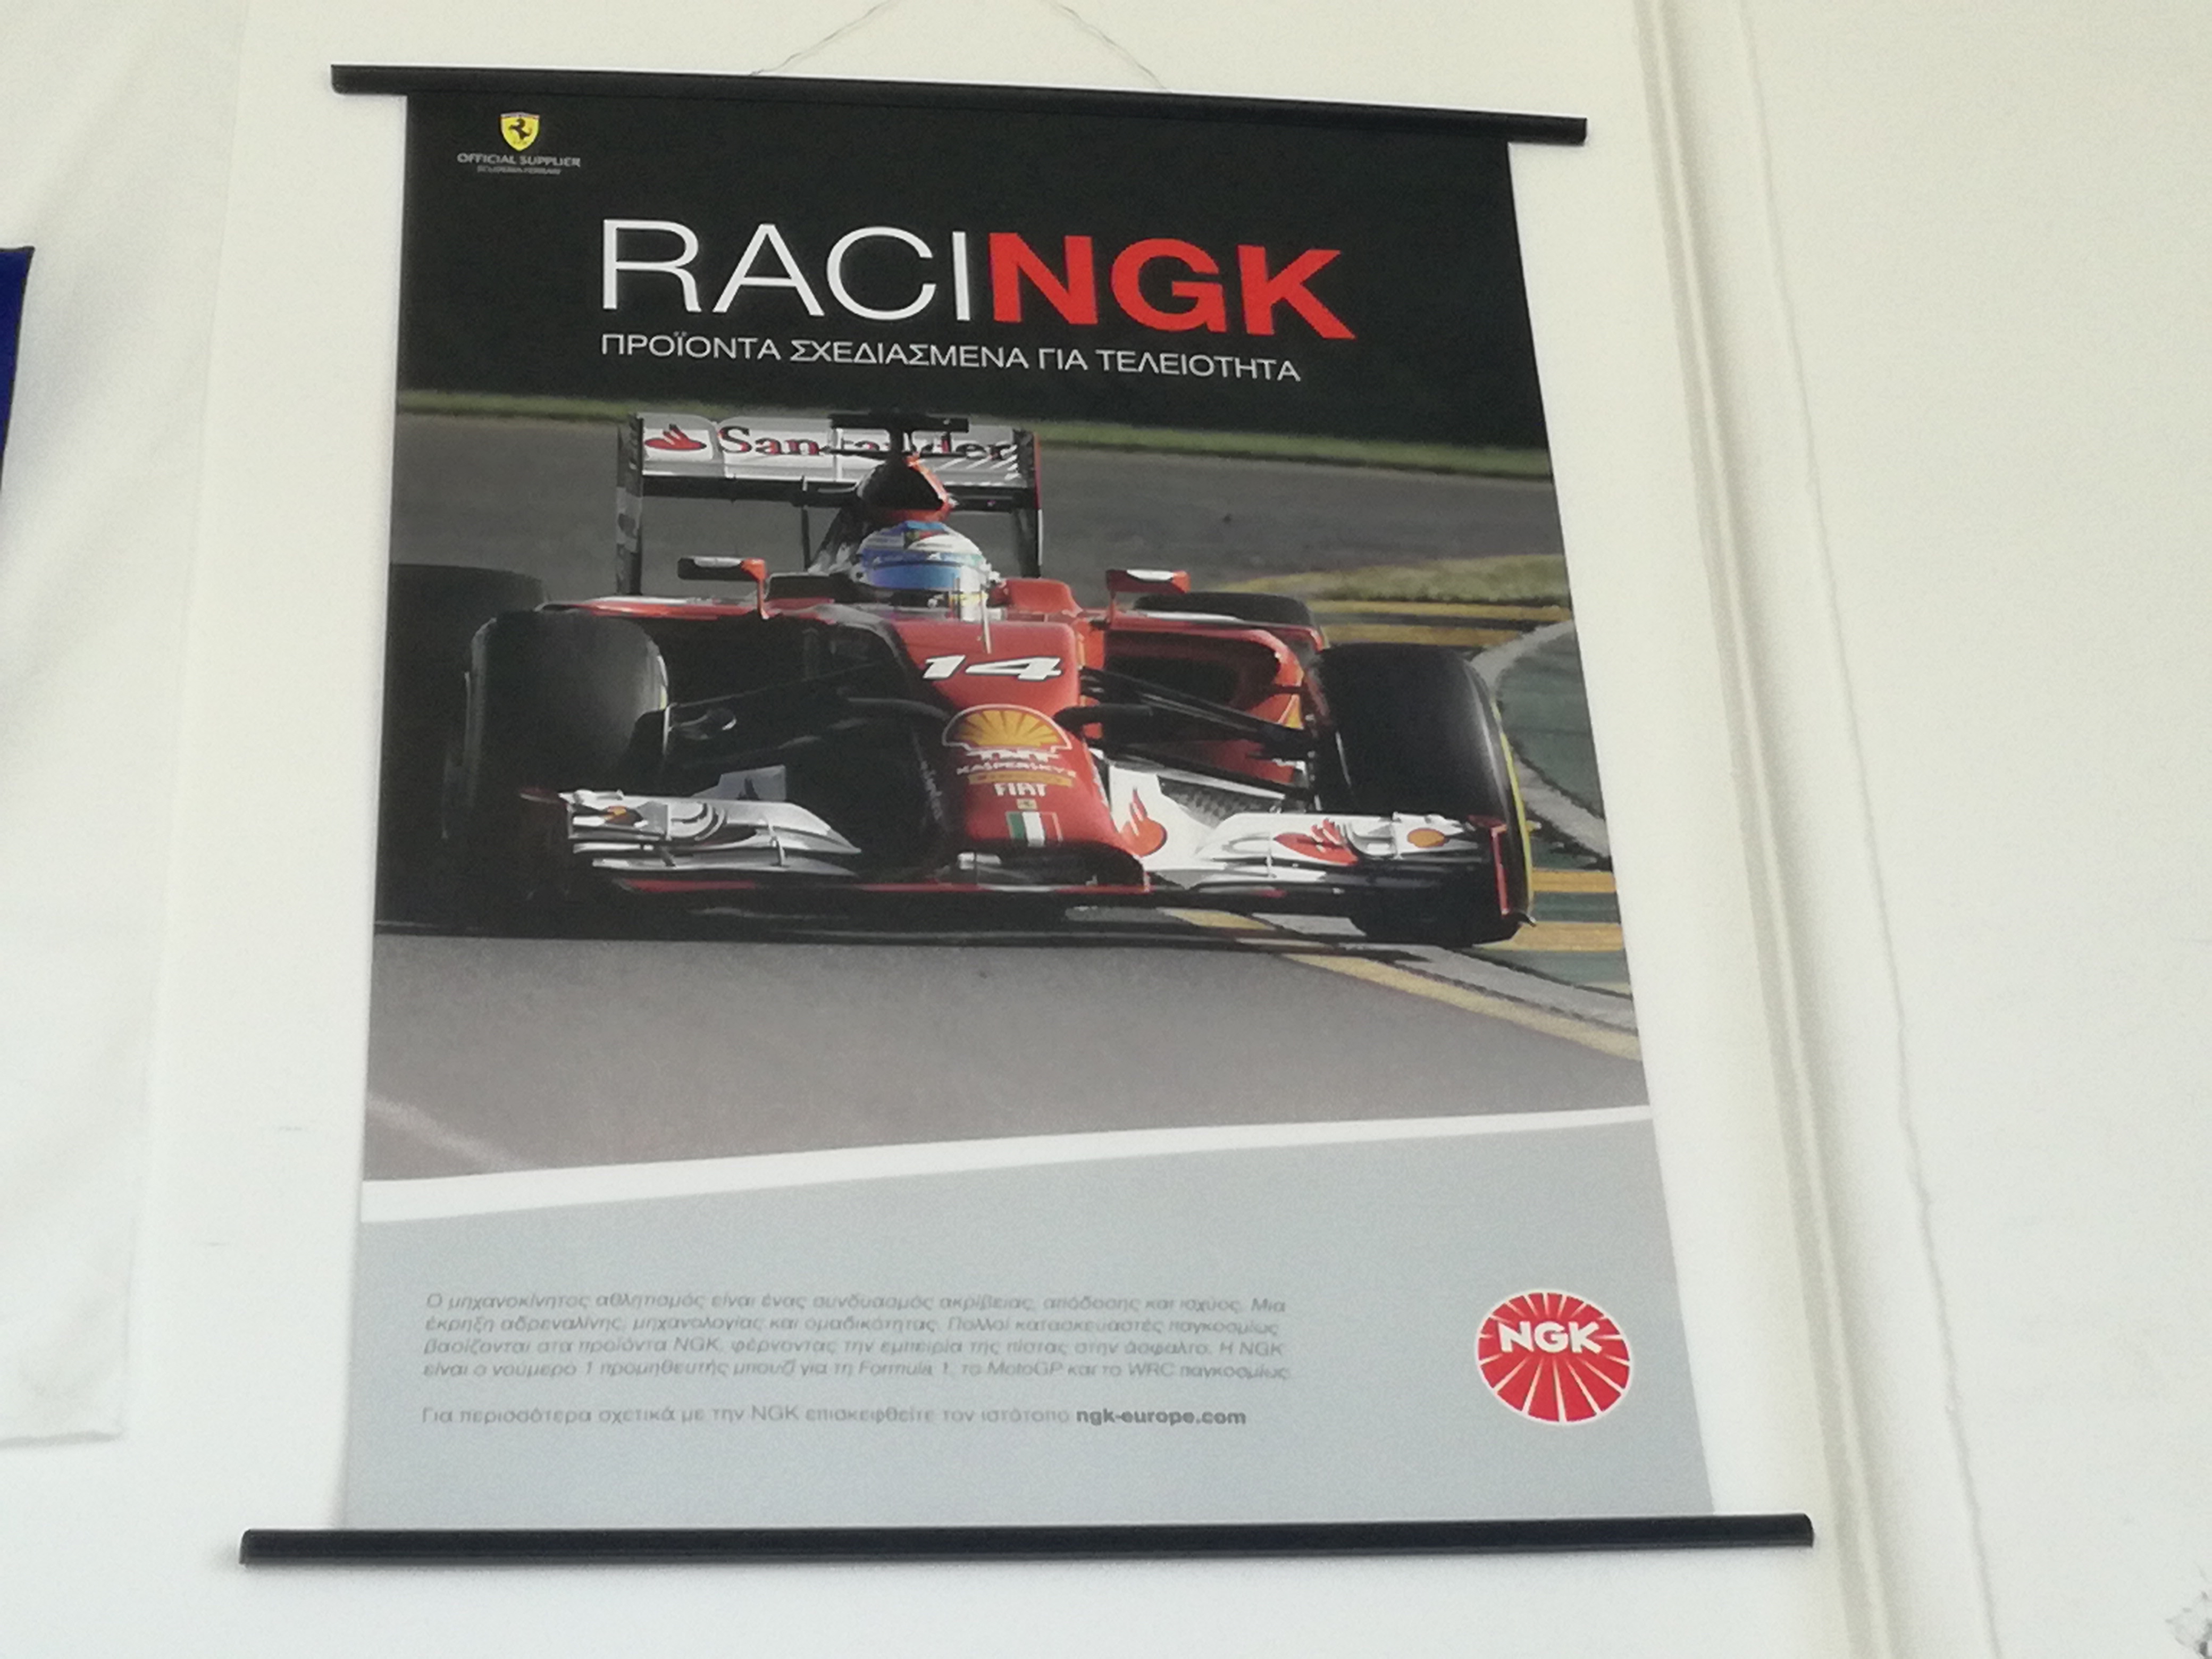 OFFICIAL SUPPLIER
SCUDERIA FERRARI
RACINGK
ΠΡΟΪΟΝΤΑ ΣΧΕΔΙΑΣΜΕΝΑ ΓΙΑ ΤΕΛΕΙΟΤΗΤΑ
Santander
14
TNT
KASPERSKY
FIAT
Ο μηχανοκίνητος αθλητισμός είναι ένας συνδυασμός ακρίβειας, απόδοσης και ισχύος. Μια
έκρηξη αδρεναλίνης, μηχανολογίας και ομαδικότητας. Πολλοί κατασκευαστές παγκοσμίως
βασίζονται στα προϊόντα NGK, φέρνοντας την εμπειρία της πίστας στην άσφαλτο. Η NGK
είναι ο νούμερο 1 προμηθευτής μπουζί για τη Formula 1, το MotoGP και το WRC παγκοσμίως.
NGK
Για περισσότερα σχετικά με την NGK επισκεφθείτε τον ιστότοπο ngk-europe.com